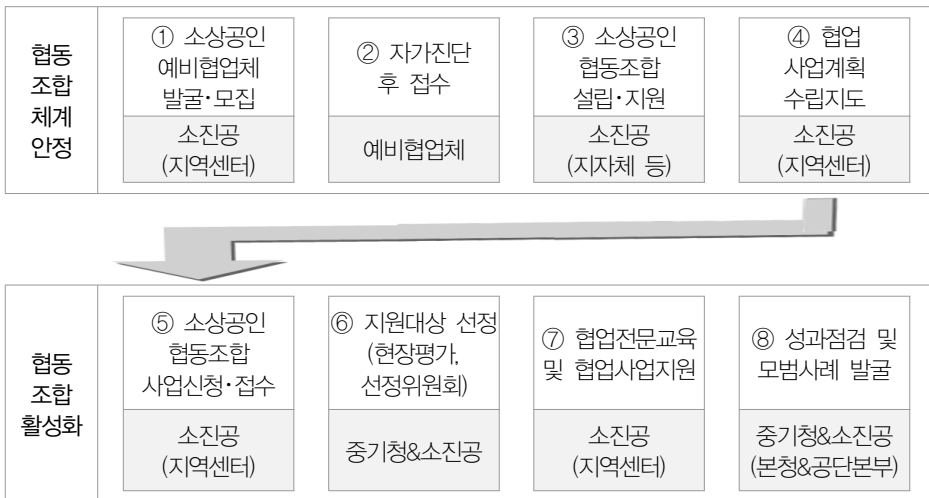 협동
조합
체계
안정
① 소상공인
예비협업체
발굴·모집
소진공
(지역센터)
② 자가진단
후 접수
예비협업체
③ 소상공인
협동조합
설립·지원
소진공
(지자체 등)
④ 협업
사업계획
수립지도
소진공
(지역센터)
협동
조합
활성화
⑤ 소상공인
협동조합
사업신청·접수
소진공
(지역센터)
⑥ 지원대상 선정
(현장평가,
선정위원회)
중기청&소진공
⑦ 협업전문교육
및 협업사업지원
소진공
(지역센터)
⑧ 성과점검 및
모범사례 발굴
중기청&소진공
(본청&공단본부)